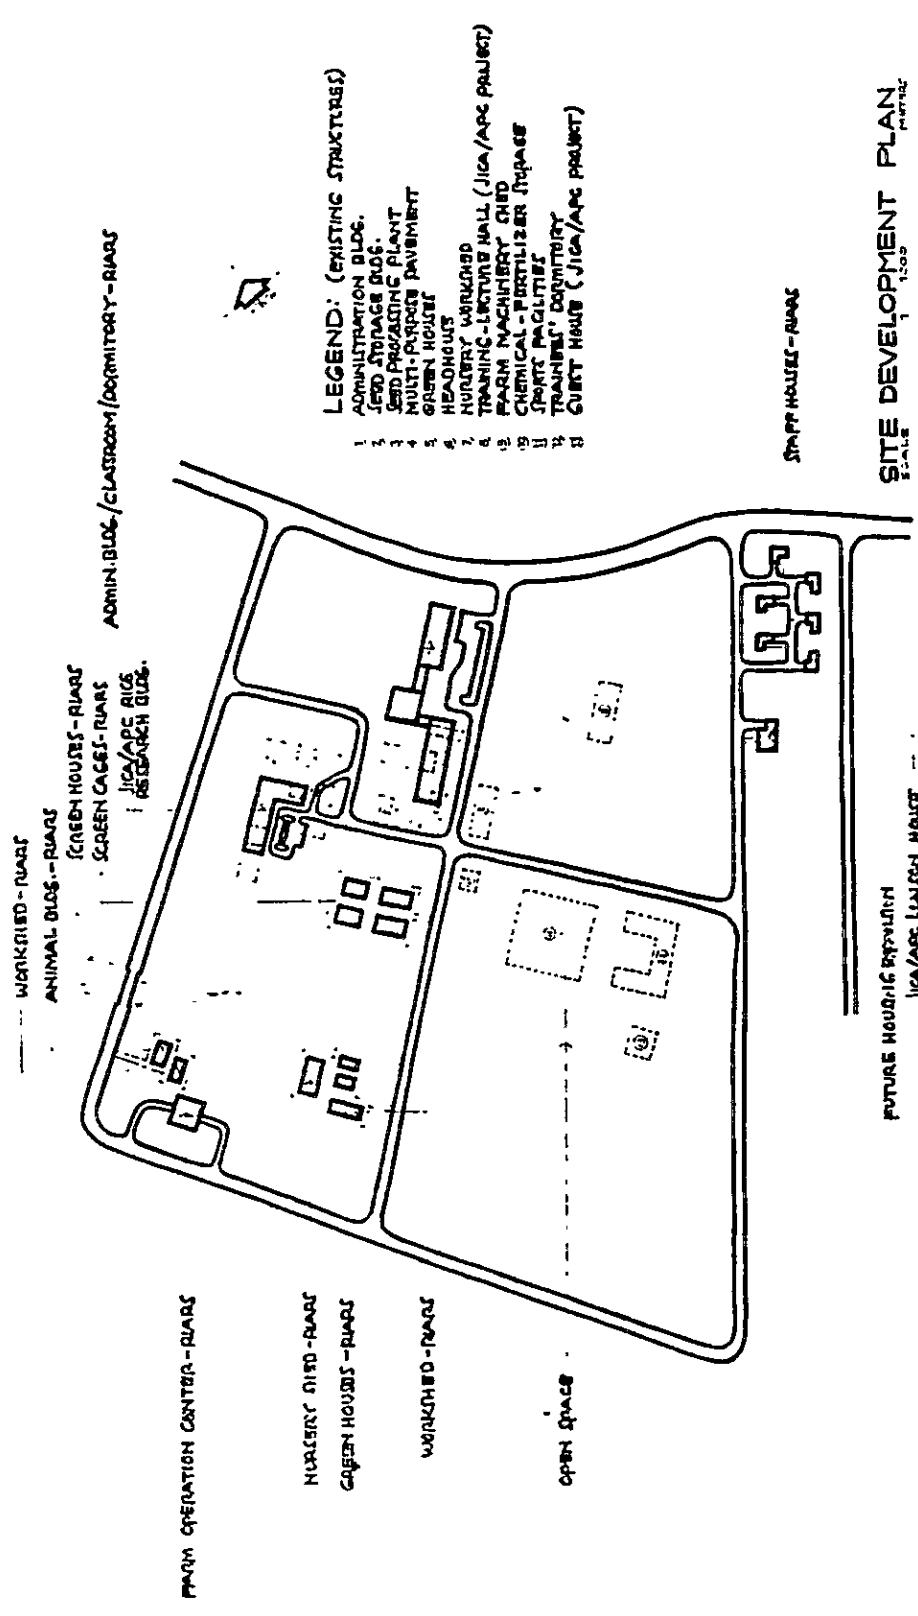 WORKSHED-RIARS
ANIMAL BLDG.-RIARS
SCREEN HOUSES-RIARS
SCREEN CAGES-RIARS
JICA/APC RICE
RESEARCH BLDG.
ADMIN.BLDG./CLASSROOM/DORMITORY-RIARS
LEGEND: (EXISTING STRUCTURES)
1 ADMINISTRATION BLDG.
2 SEED STORAGE BLDG.
3 SEED PROCESSING PLANT
4 MULTI-PURPOSE PAVEMENT
5 GREEN HOUSES
6 HEADHOUSE
7 NURSERY WORKSHED
8 TRAINING-LECTURE HALL (JICA/APC PROJECT)
FARM MACHINERY SHED
CHEMICAL-FERTILIZER STORAGE
11 SPORTS FACILITIES
12 TRAINEES' DORMITORY
13 GUEST HOUSE (JICA/APC PROJECT)
FARM OPERATION CENTER-RIARS
NURSERY SHED-RIARS
GREEN HOUSES-RIARS
WORKSHED-RIARS
OPEN SPACE
STAFF HOUSES-RIARS
FUTURE HOUSING EXPANSION
JICA/APC LIAISON HOUSE
SITE DEVELOPMENT PLAN
SCALE 1 METERS